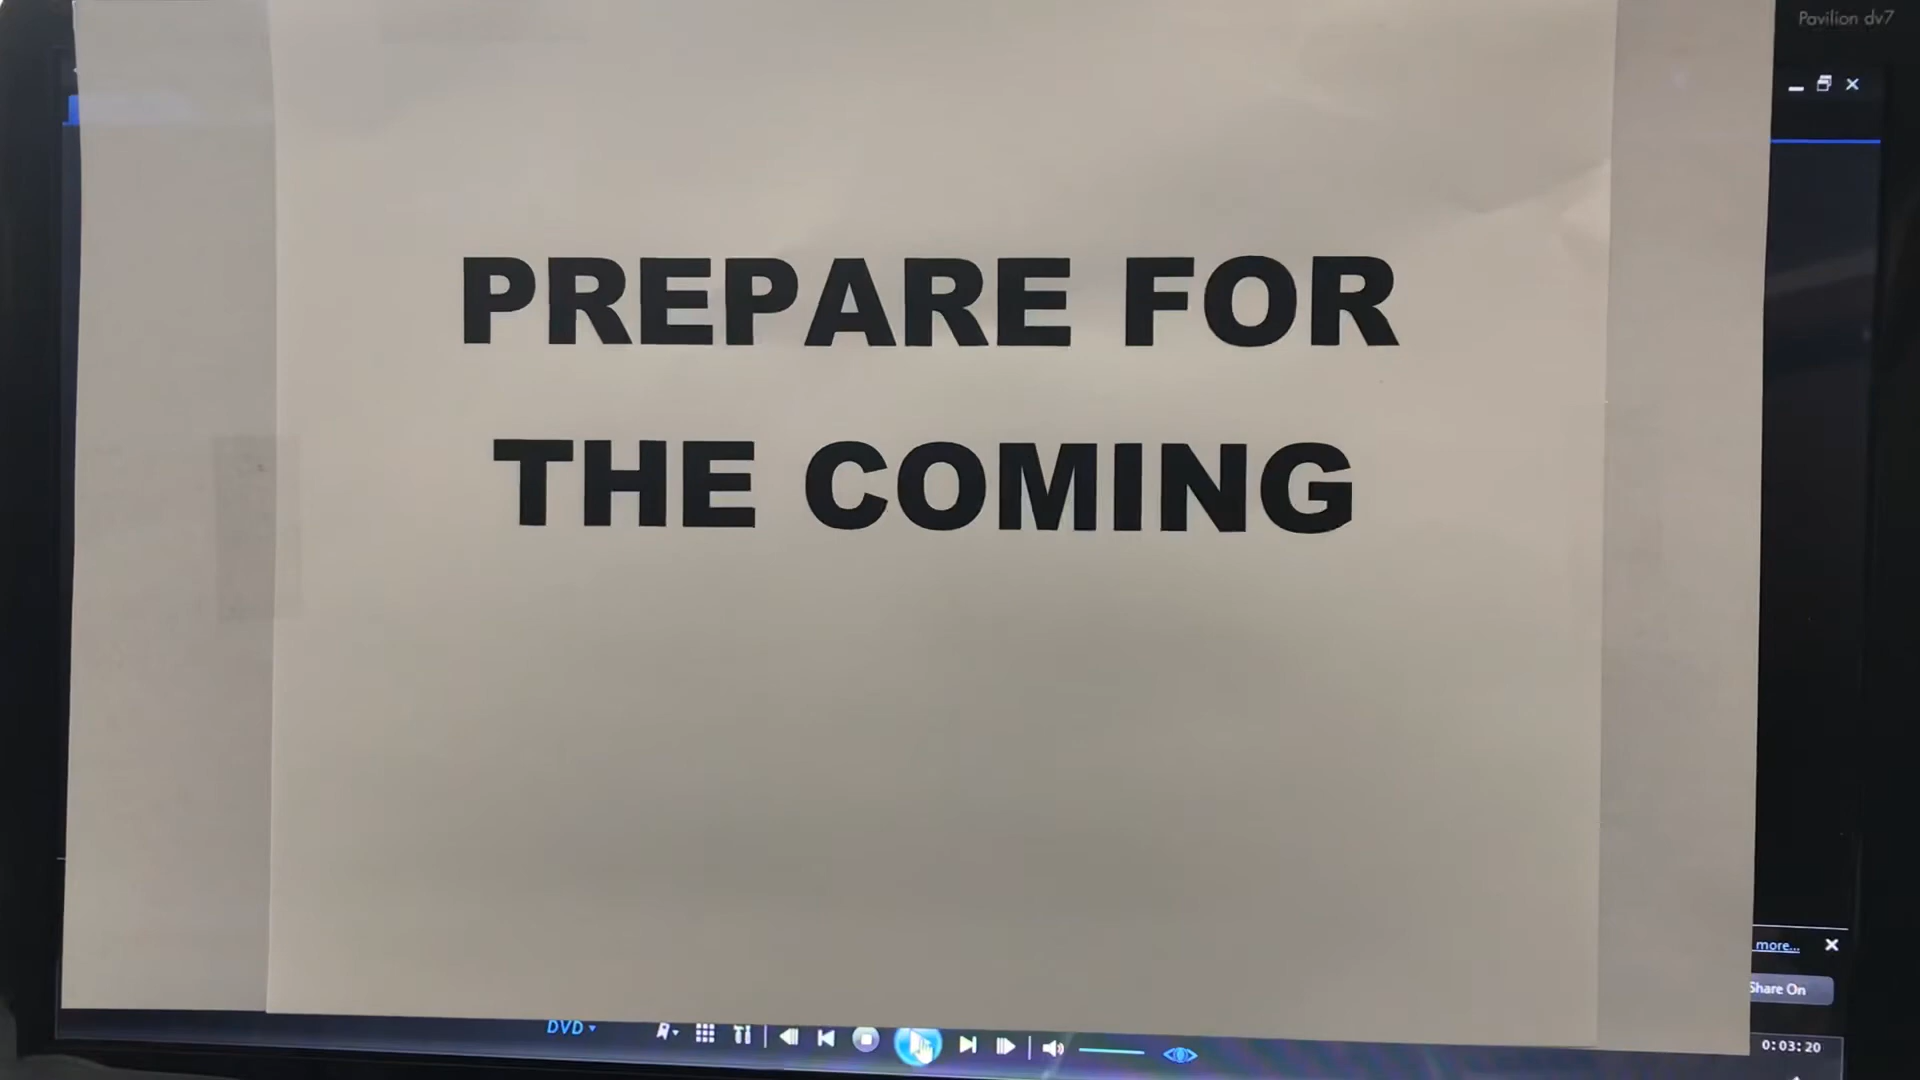 Pavilion dv7
PREPARE FOR
THE COMING
more...
Share On
DVD
0:03:20